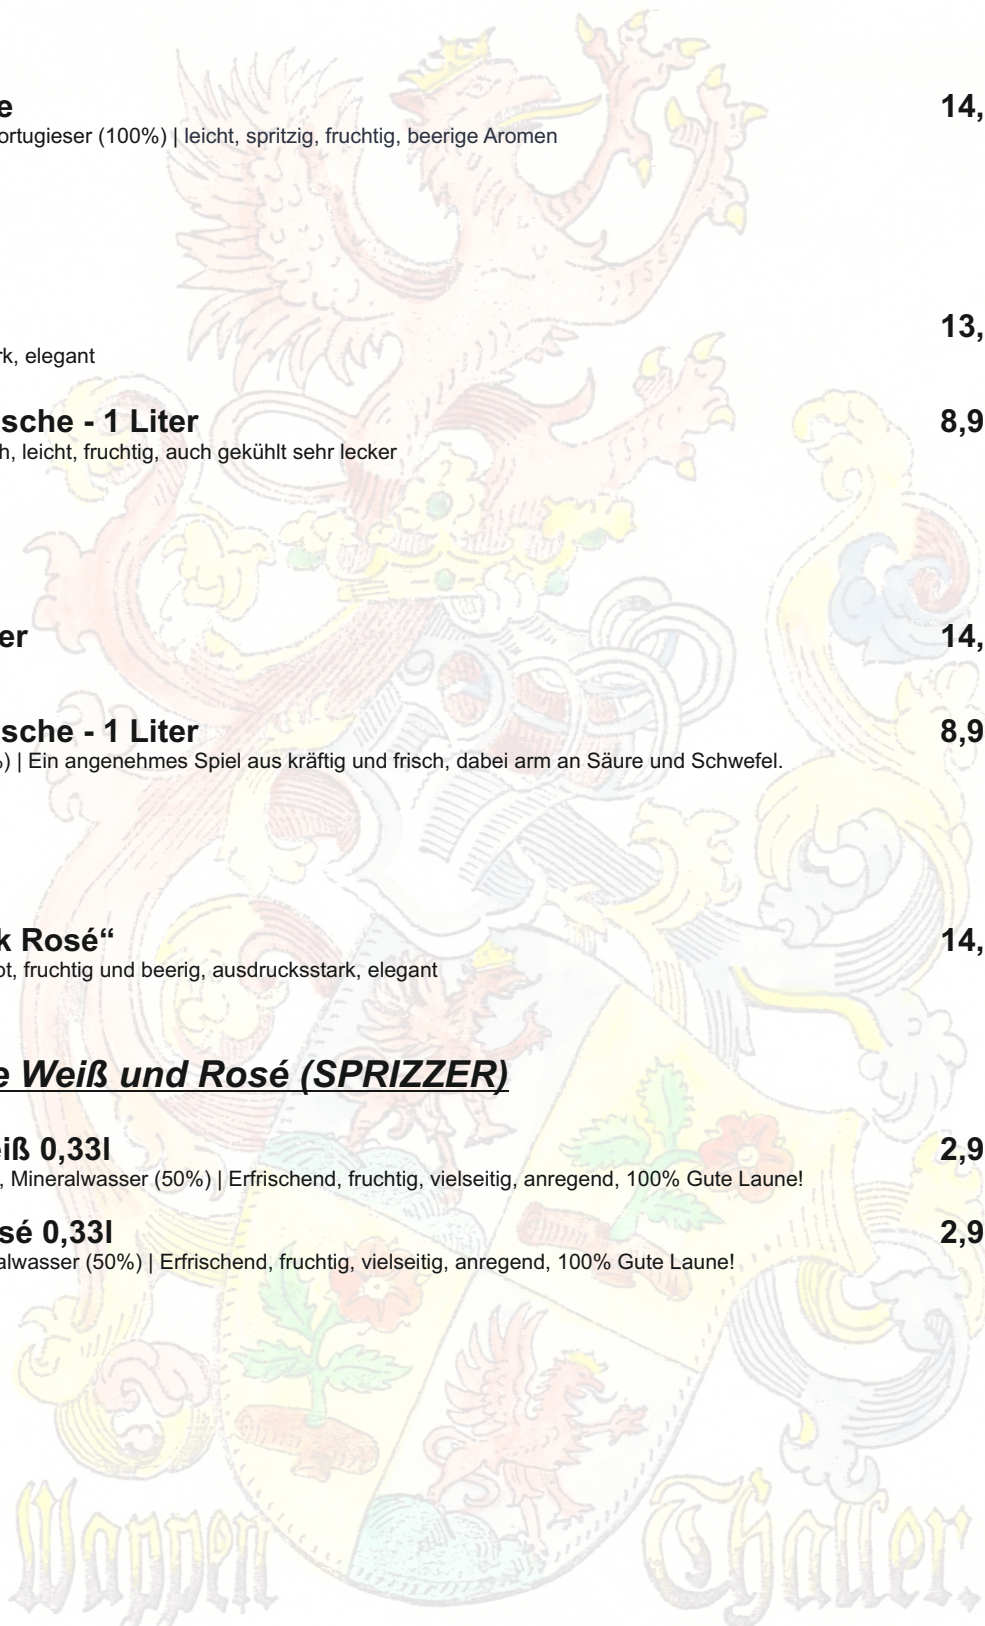 e 14,
ortugieser (100%) | leicht, spritzig, fruchtig, beerige Aromen
13,
rk, elegant
sche - 1 Liter 8,9
h, leicht, fruchtig, auch gekühlt sehr lecker
er 14,
sche - 1 Liter 8,9
%) | Ein angenehmes Spiel aus kräftig und frisch, dabei arm an Säure und Schwefel.
k Rosé“ 14,
ot, fruchtig und beerig, ausdrucksstark, elegant
e Weiß und Rosé (SPRIZZER)
eiß 0,33l 2,9
, Mineralwasser (50%) | Erfrischend, fruchtig, vielseitig, anregend, 100% Gute Laune!
sé 0,33l 2,9
alwasser (50%) | Erfrischend, fruchtig, vielseitig, anregend, 100% Gute Laune!
Wappen Thaller.